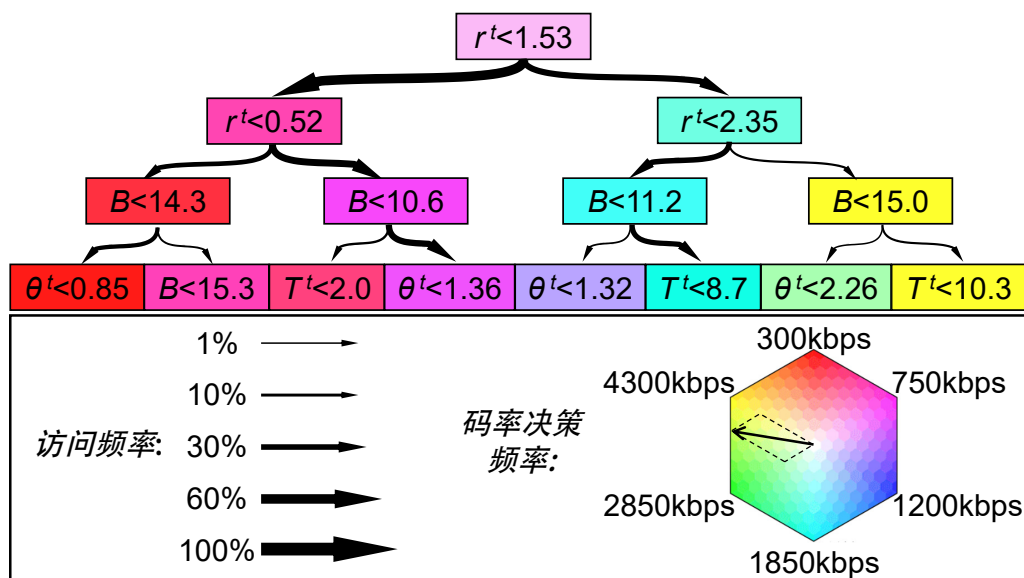 r^t<1.53
r^t<0.52
r^t<2.35
B<14.3
B<10.6
B<11.2
B<15.0
θ^t<0.85
B<15.3
T^t<2.0
θ^t<1.36
θ^t<1.32
T^t<8.7
θ^t<2.26
T^t<10.3
访问频率:
1%
10%
30%
60%
100%
码率决策
频率:
300kbps
4300kbps
750kbps
2850kbps
1200kbps
1850kbps